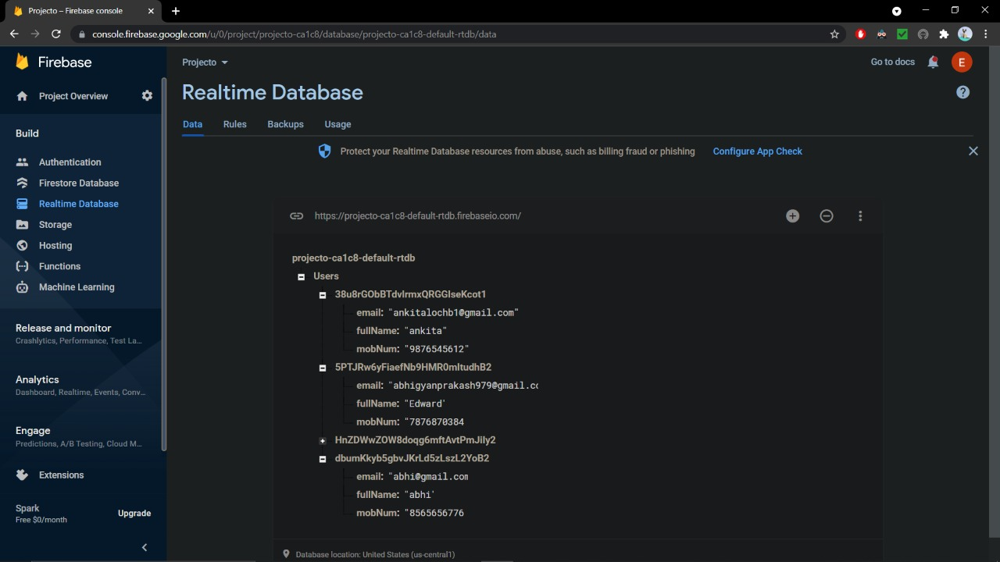 Projecto – Firebase console
console.firebase.google.com/u/0/project/projecto-ca1c8/database/projecto-ca1c8-default-rtdb/data
Firebase
Projecto
Go to docs
E
Project Overview
Realtime Database
Data Rules Backups Usage
Build
Protect your Realtime Database resources from abuse, such as billing fraud or phishing Configure App Check
Authentication
Firestore Database
Realtime Database
Storage
Hosting
Functions
Machine Learning
Release and monitor
Crashlytics, Performance, Test La...
Analytics
Dashboard, Realtime, Events, Conv...
Engage
Predictions, A/B Testing, Cloud M...
Extensions
Spark
Free $0/month
Upgrade
https://projecto-ca1c8-default-rtdb.firebaseio.com/
projecto-ca1c8-default-rtdb
Users
38u8rGObBTdvIrmxQRGGlseKcot1
email: "ankitalochb1@gmail.com"
fullName: "ankita"
mobNum: "9876545612"
5PTJRw6yFiaefNb9HMR0mItudhB2
email: "abhigyanprakash979@gmail.co
fullName: "Edward'
mobNum: "7876870384
HnZDWwZOW8doqg6mftAvtPmJily2
dbumKkyb5gbvJKrLd5zLszL2YoB2
email: "abhi@gmail.com
fullName: "abhi'
mobNum: "8565656776
Database location: United States (us-central1)